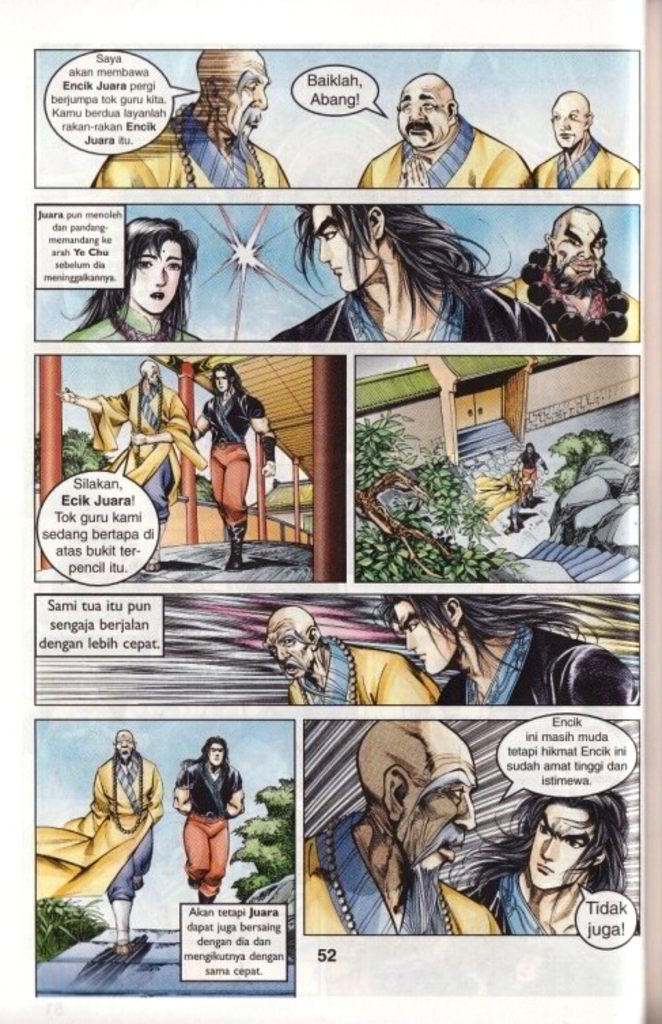 Saya
akan membawa
Encik Juara pergi
berjumpa tok guru kita.
Kamu berdua layanlah
rakan-rakan Encik
Juara itu.
Baiklah,
Abang!
Juara pun menoleh
dan pandang-
memandang ke
arah Ye Chu
sebelum dia
meninggalkannya.
Silakan,
Ecik Juara!
Tok guru kami
sedang bertapa di
atas bukit ter-
pencil itu.
Sami tua itu pun
sengaja berjalan
dengan lebih cepat.
Akan tetapi Juara
dapat juga bersaing
dengan dia dan
mengikutnya dengan
sama cepat.
Encik
ini masih muda
tetapi hikmat Encik ini
sudah amat tinggi dan
istimewa.
Tidak
juga!
52